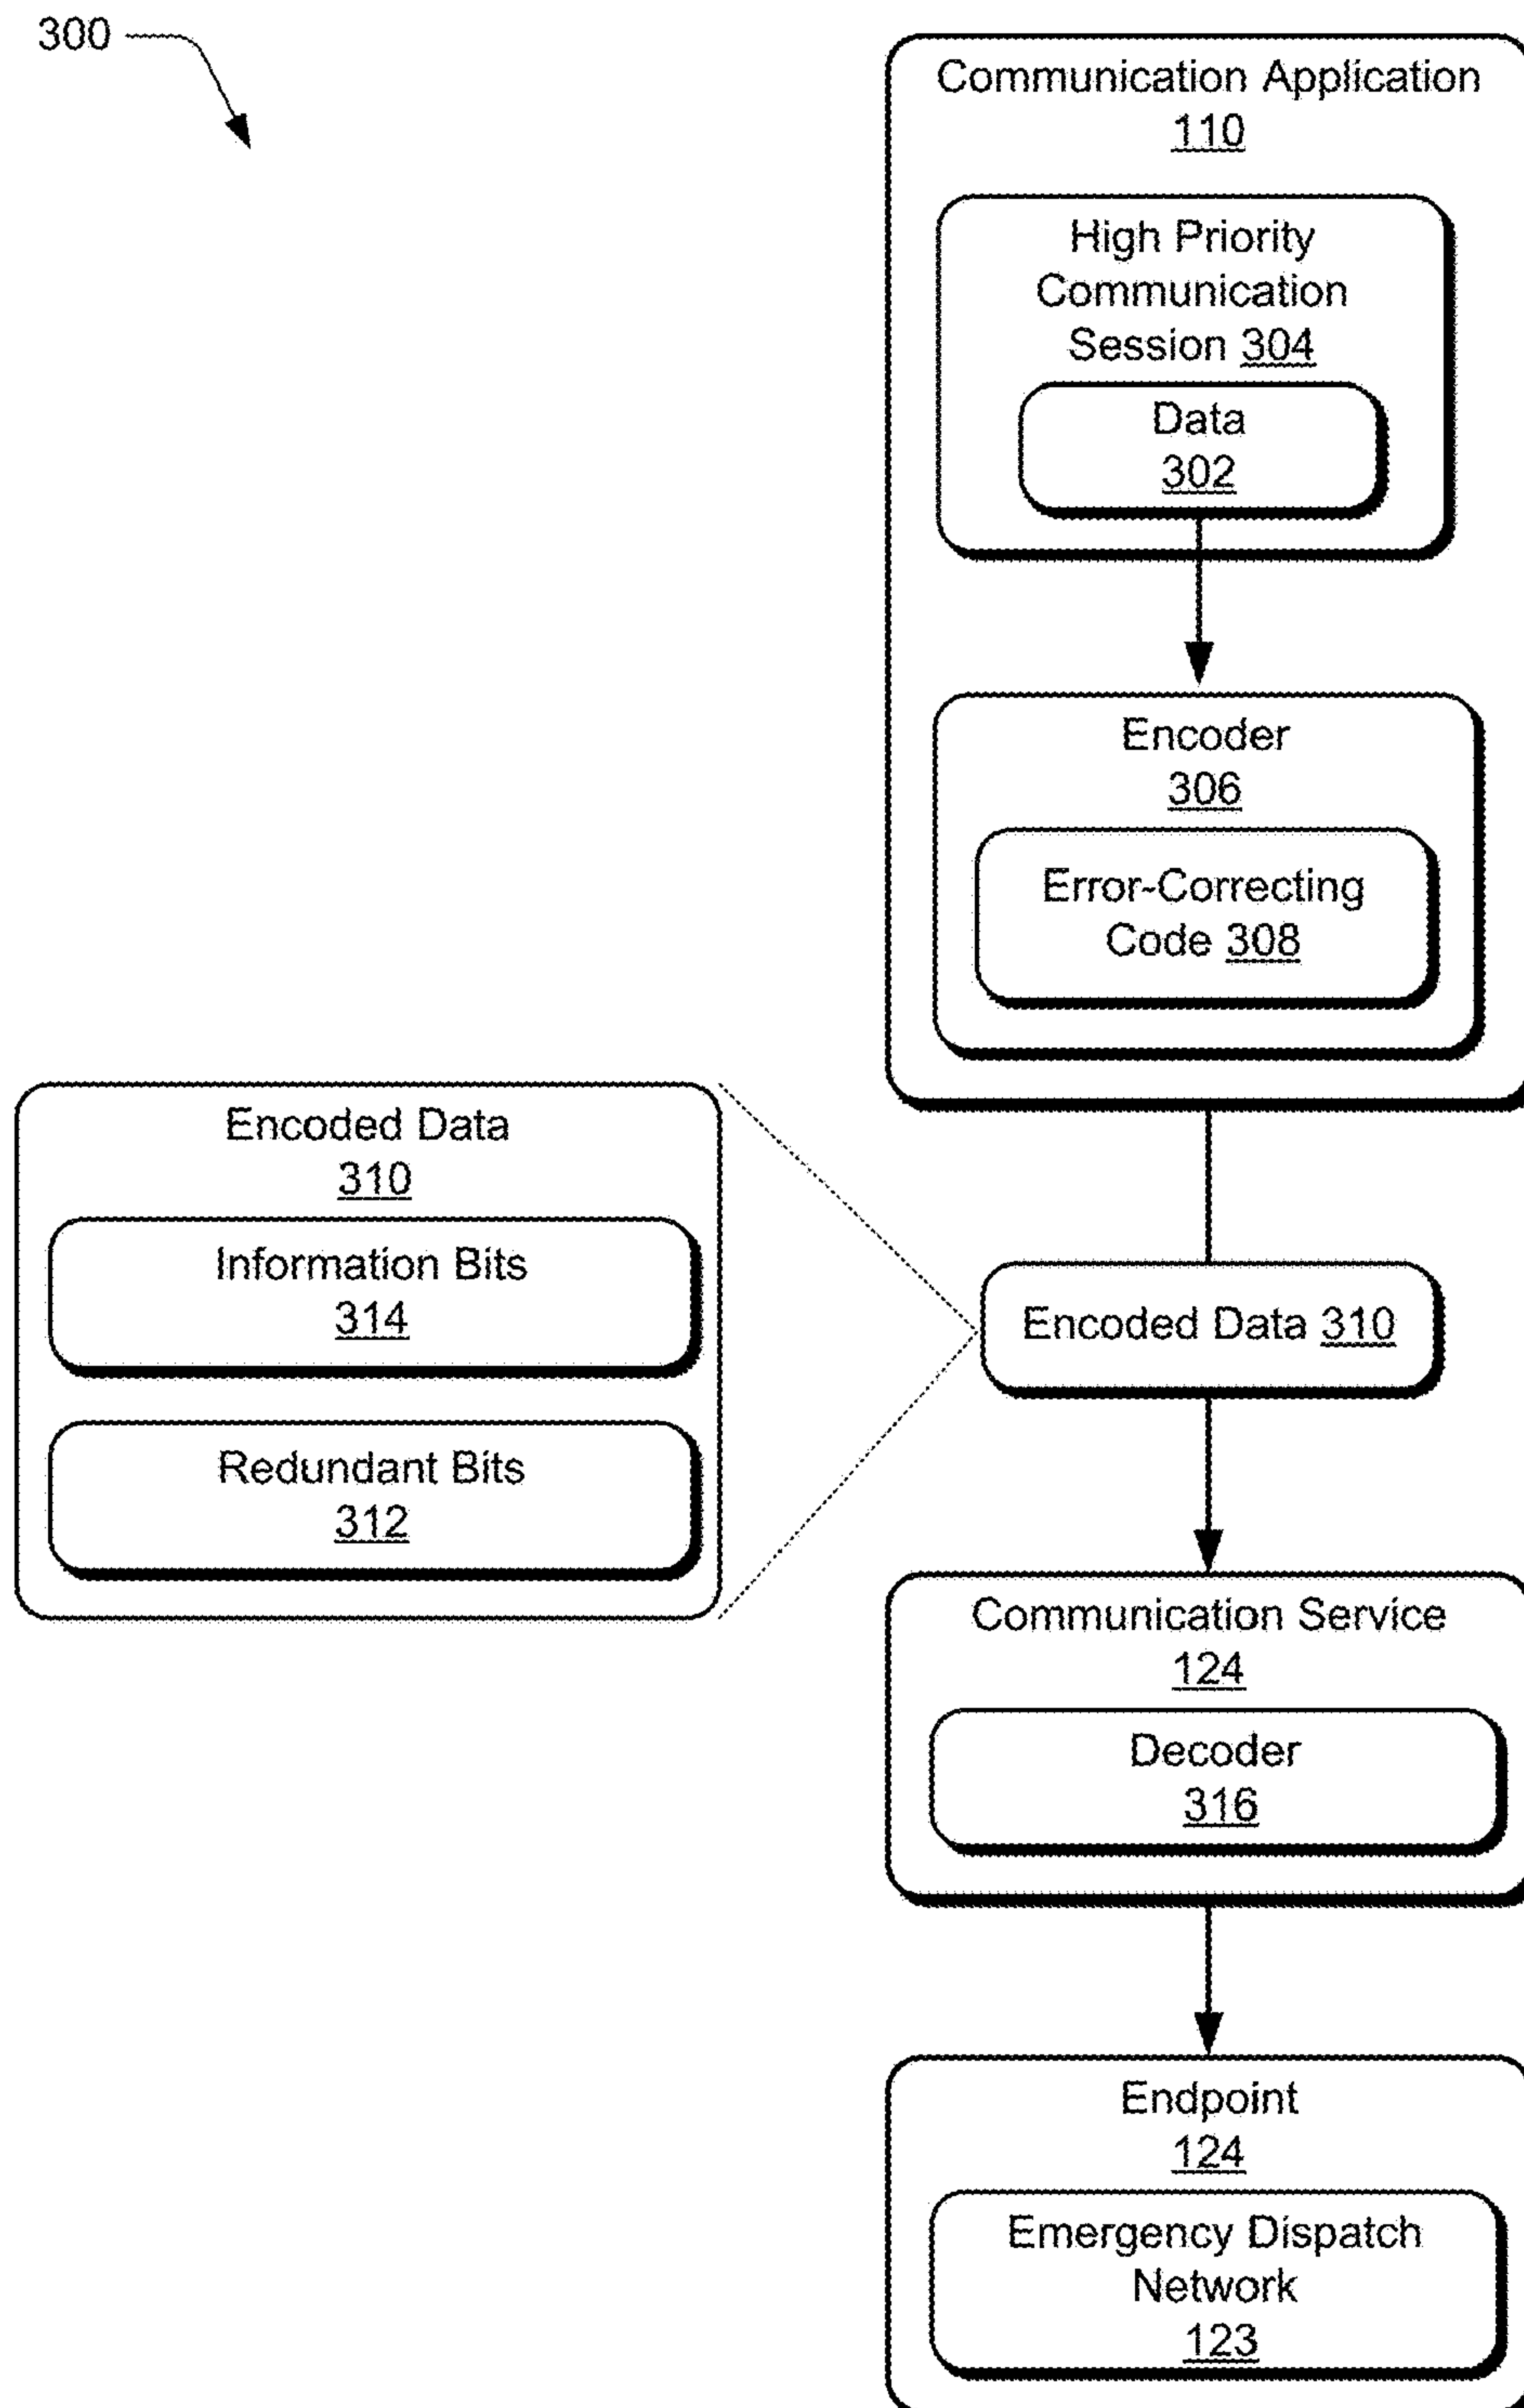 300
Communication Application
110
High Priority
Communication
Session 304
Data
302
Encoder
306
Error-Correcting
Code 308
Encoded Data
310
Information Bits
314
Redundant Bits
312
Encoded Data 310
Communication Service
124
Decoder
316
Endpoint
124
Emergency Dispatch
Network
123